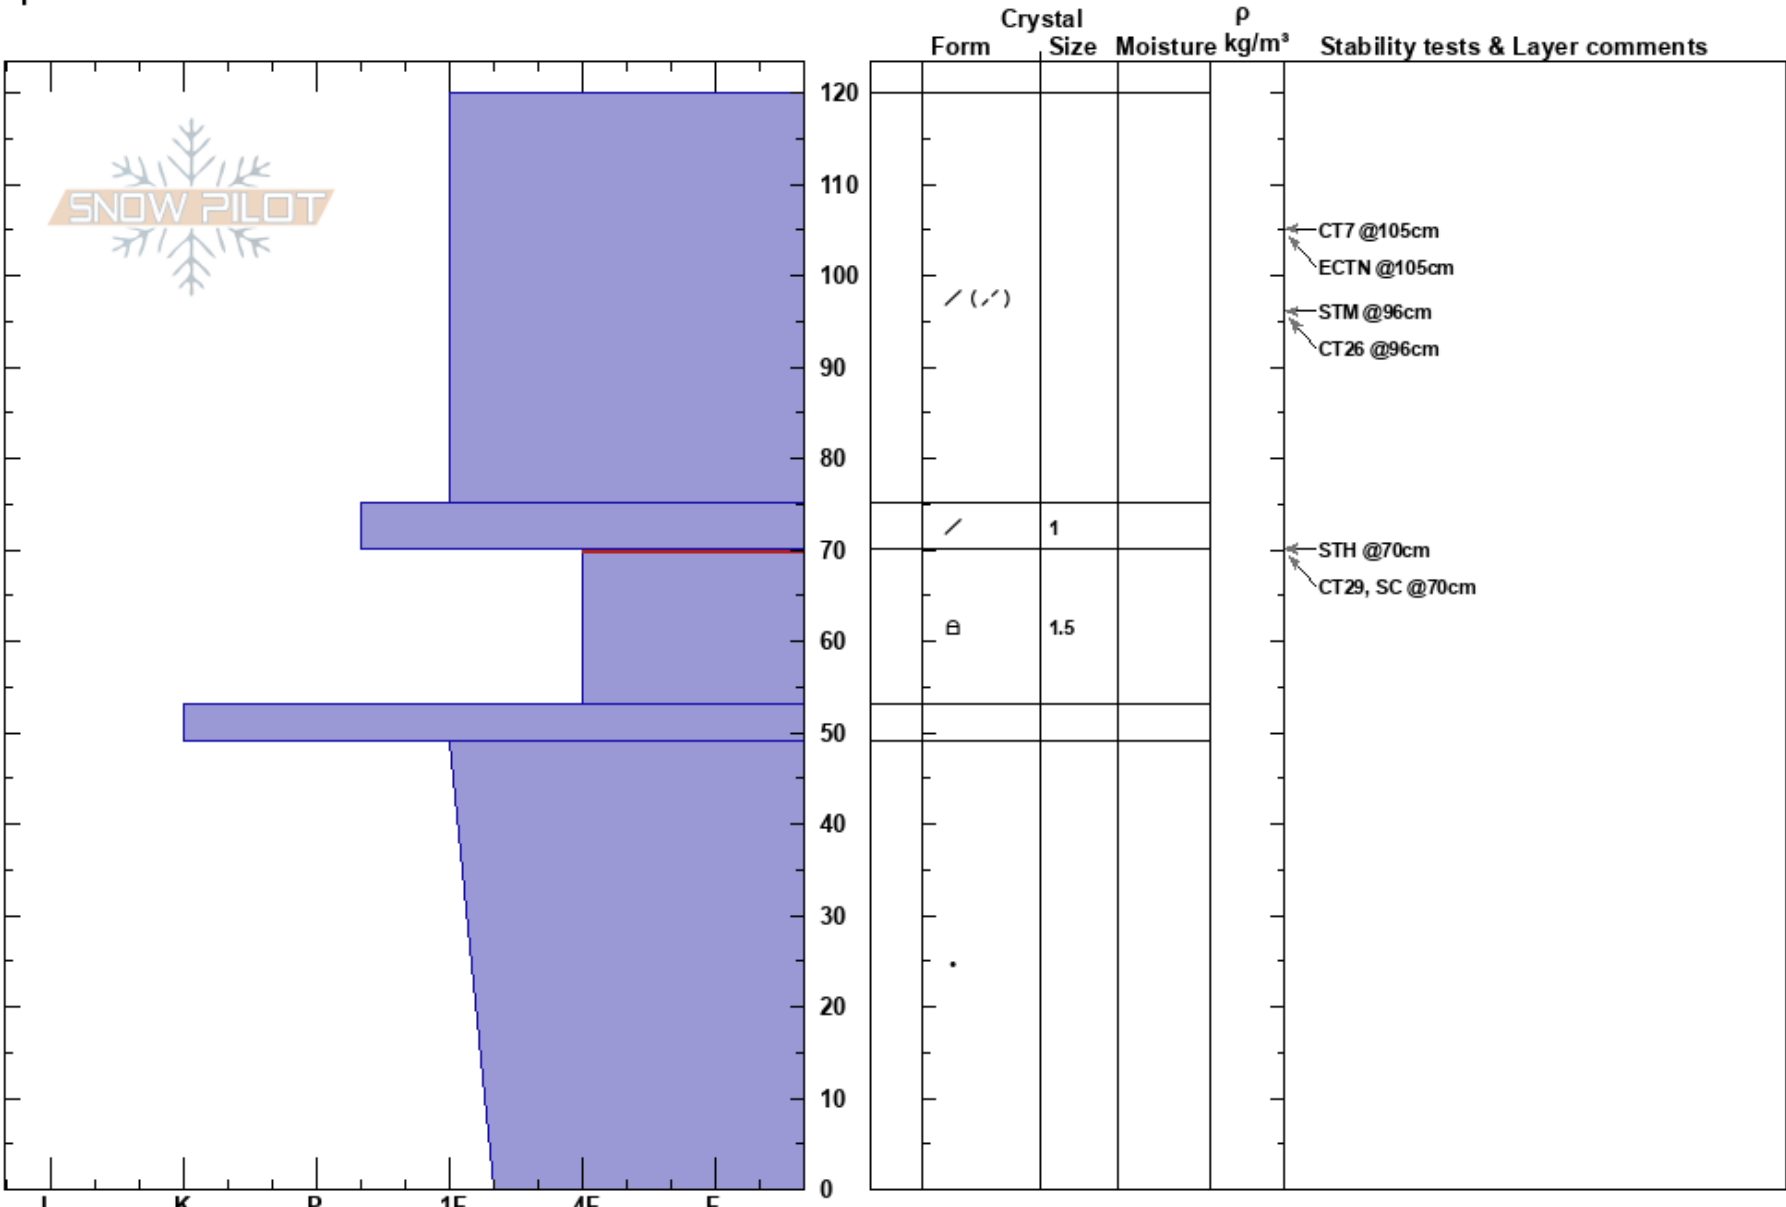 Crystal ρ
Form Size Moisture kg/m³ Stability tests & Layer comments
120
SNOW PILOT
110
CT7 @105cm
ECTN @105cm
100
STM @96cm
CT26 @96cm
90
80
1
70
STH @70cm
CT29, SC @70cm
60
1.5
50
40
30
20
10
0
I K P 1F 4F F